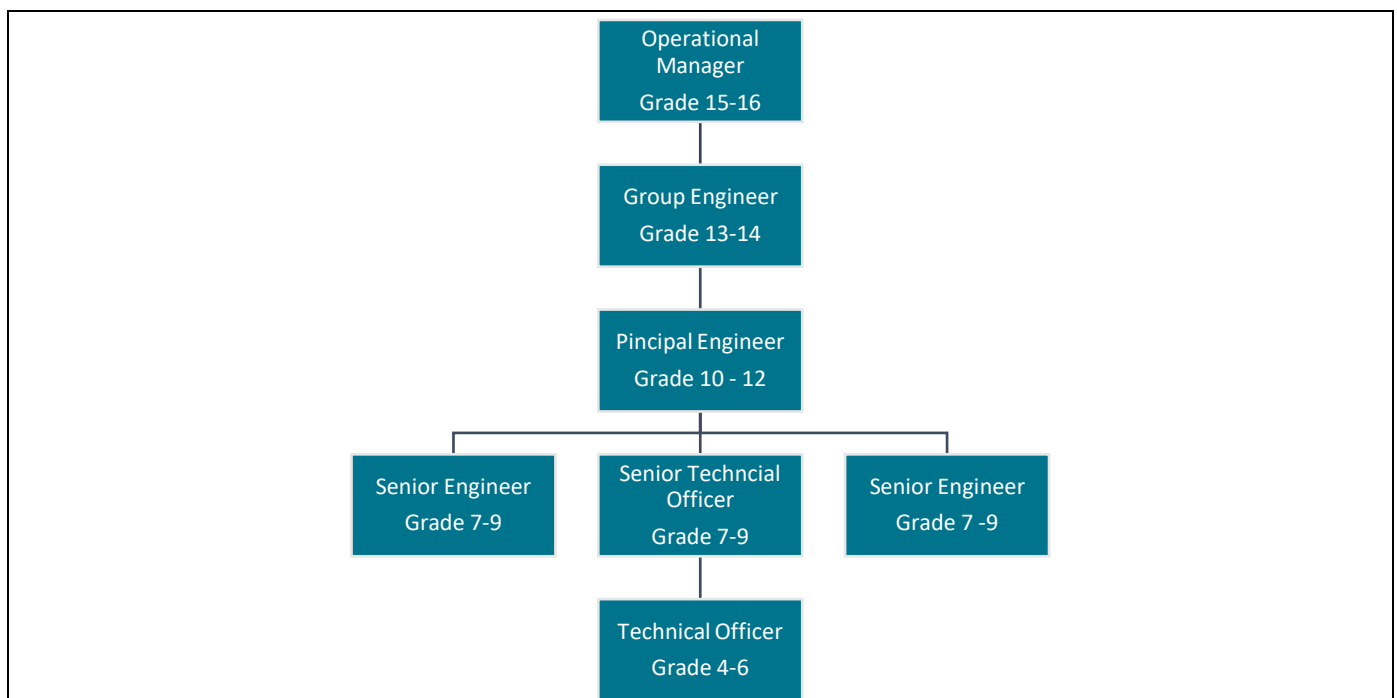 Operational
Manager
Grade 15-16
Group Engineer
Grade 13-14
Pincipal Engineer
Grade 10 - 12
Senior Engineer
Grade 7-9
Senior Techncial
Officer
Grade 7-9
Senior Engineer
Grade 7 -9
Technical Officer
Grade 4-6